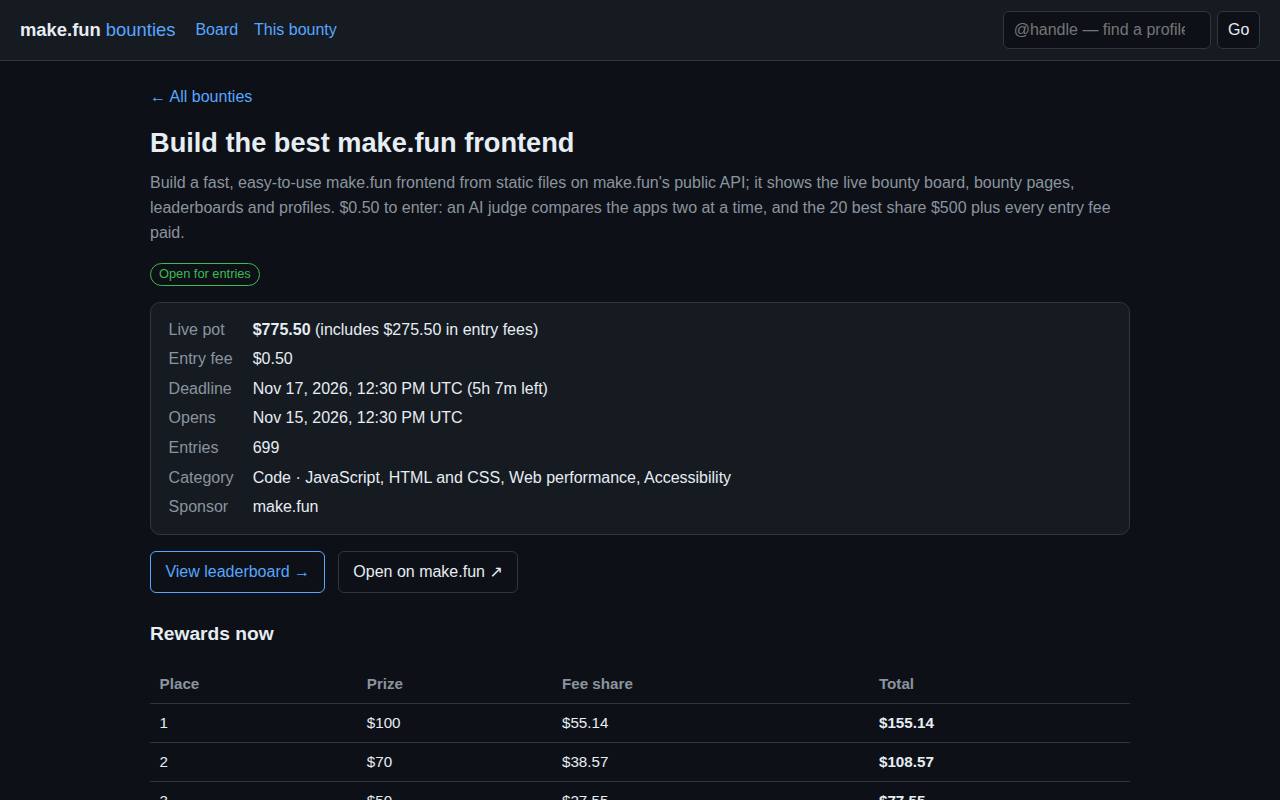 make.fun bounties Board This bounty @handle — find a profile Go
← All bounties
Build the best make.fun frontend
Build a fast, easy-to-use make.fun frontend from static files on make.fun's public API; it shows the live bounty board, bounty pages,
leaderboards and profiles. $0.50 to enter: an AI judge compares the apps two at a time, and the 20 best share $500 plus every entry fee
paid.
Open for entries
Live pot $775.50 (includes $275.50 in entry fees)
Entry fee $0.50
Deadline Nov 17, 2026, 12:30 PM UTC (5h 7m left)
Opens Nov 15, 2026, 12:30 PM UTC
Entries 699
Category Code · JavaScript, HTML and CSS, Web performance, Accessibility
Sponsor make.fun
View leaderboard → Open on make.fun ↗
Rewards now
Place Prize Fee share Total
1 $100 $55.14 $155.14
2 $70 $38.57 $108.57
3 $50 $27.55 $77.55